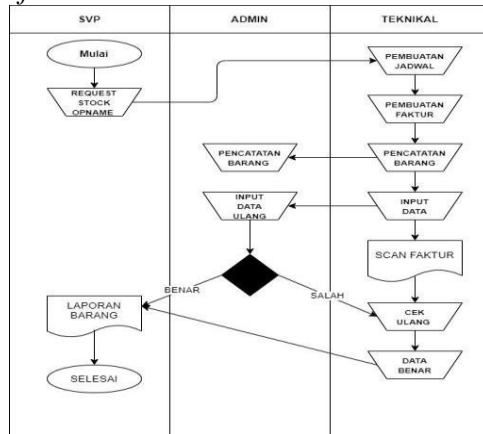 SVP
ADMIN
TEKNIKAL
Mulai
REQUEST
STOCK
OPNAME
PEMBUATAN
JADWAL
PEMBUATAN
FAKTUR
PENCATATAN
BARANG
PENCATATAN
BARANG
INPUT
DATA
ULANG
INPUT
DATA
SCAN FAKTUR
BENAR
SALAH
LAPORAN
BARANG
CEK
ULANG
SELESAI
DATA
BENAR